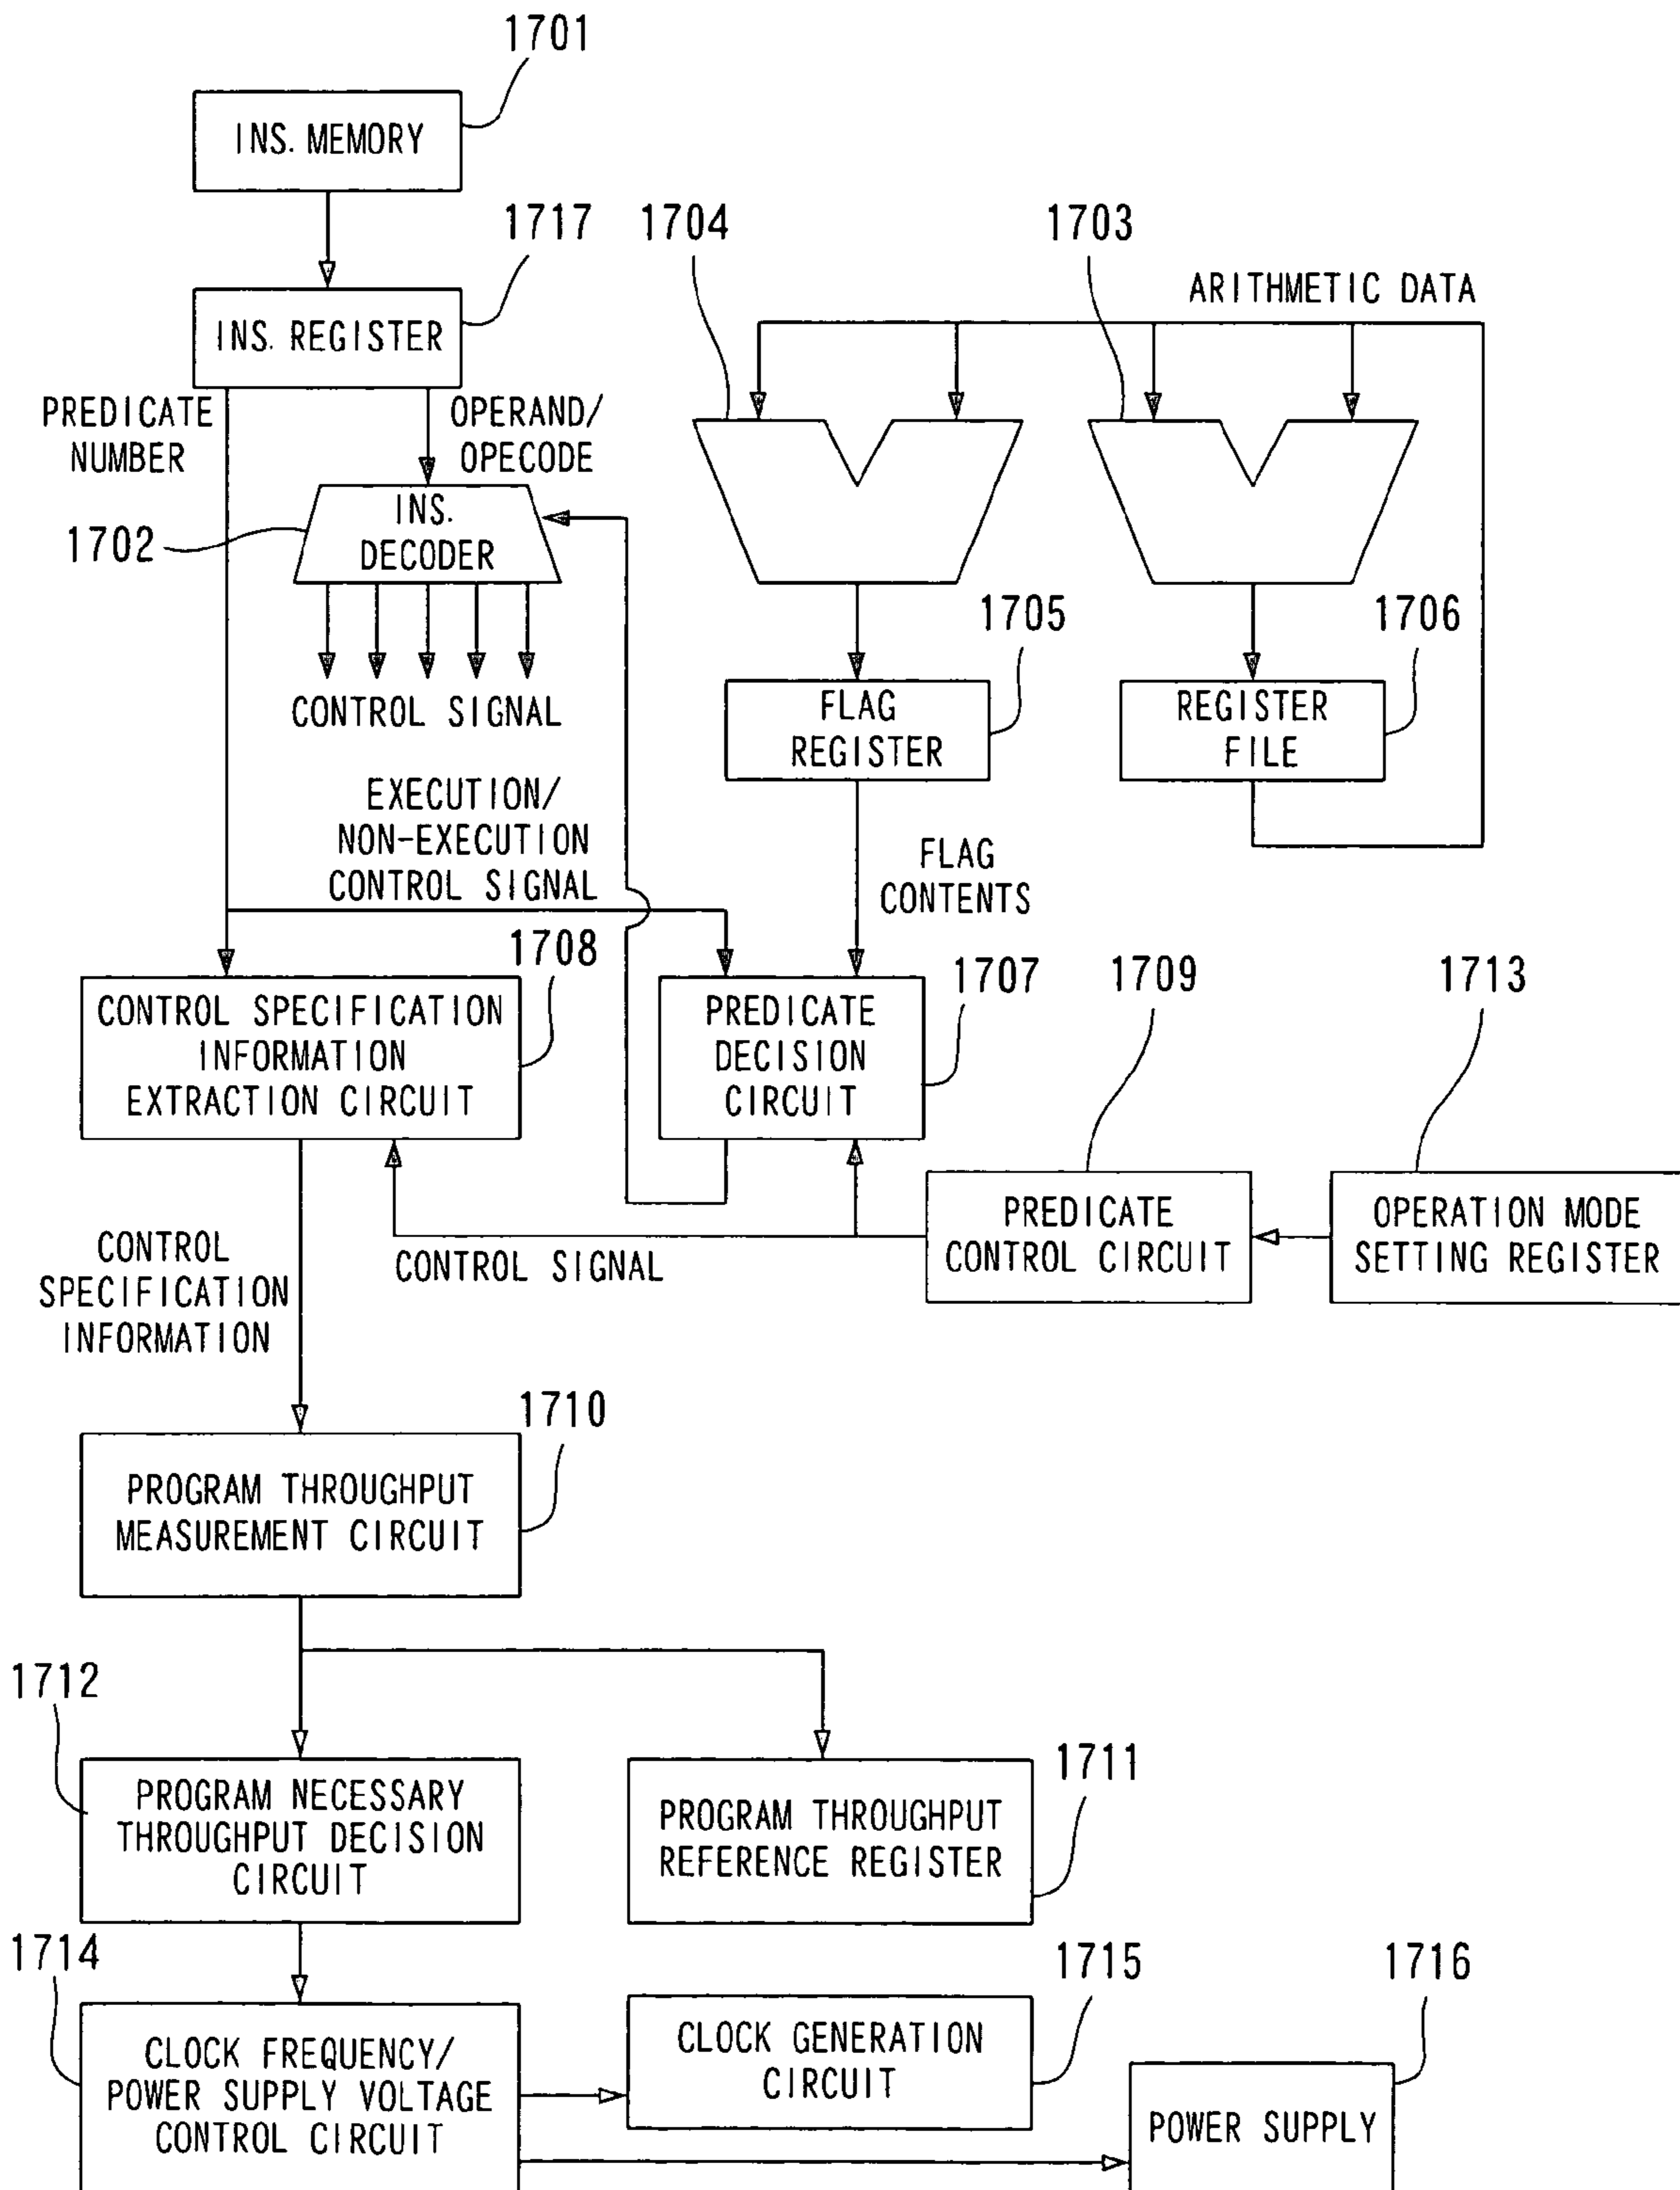 1701
INS. MEMORY
1717
1704
1703
ARITHMETIC DATA
INS. REGISTER
PREDICATE
NUMBER
OPERAND/
OPECODE
INS.
DECODER
1702
CONTROL SIGNAL
1705
1706
FLAG
REGISTER
REGISTER
FILE
EXECUTION/
NON-EXECUTION
CONTROL SIGNAL
FLAG
CONTENTS
1708
1707
1709
1713
CONTROL SPECIFICATION
INFORMATION
EXTRACTION CIRCUIT
PREDICATE
DECISION
CIRCUIT
PREDICATE
CONTROL CIRCUIT
OPERATION MODE
SETTING REGISTER
CONTROL SIGNAL
CONTROL
SPECIFICATION
INFORMATION
1710
PROGRAM THROUGHPUT
MEASUREMENT CIRCUIT
1712
PROGRAM NECESSARY
THROUGHPUT DECISION
CIRCUIT
1711
PROGRAM THROUGHPUT
REFERENCE REGISTER
1714
CLOCK FREQUENCY/
POWER SUPPLY VOLTAGE
CONTROL CIRCUIT
1715
CLOCK GENERATION
CIRCUIT
1716
POWER SUPPLY